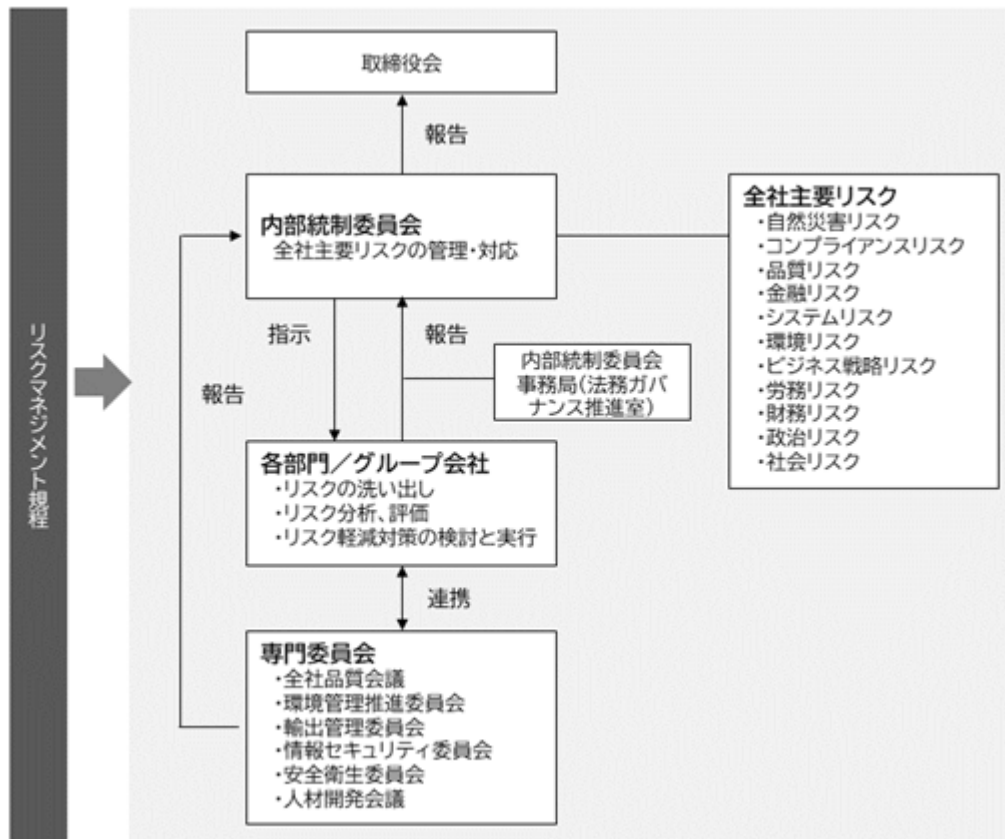 リスクマネジメント規程
取締役会
報告
内部統制委員会
全社主要リスクの管理・対応
指示
報告
報告
内部統制委員会
事務局(法務ガバ
ナンス推進室)
各部門／グループ会社
・リスクの洗い出し
・リスク分析、評価
・リスク軽減対策の検討と実行
連携
専門委員会
・全社品質会議
・環境管理推進委員会
・輸出管理委員会
・情報セキュリティ委員会
・安全衛生委員会
・人材開発会議
全社主要リスク
・自然災害リスク
・コンプライアンスリスク
・品質リスク
・金融リスク
・システムリスク
・環境リスク
・ビジネス戦略リスク
・労務リスク
・財務リスク
・政治リスク
・社会リスク